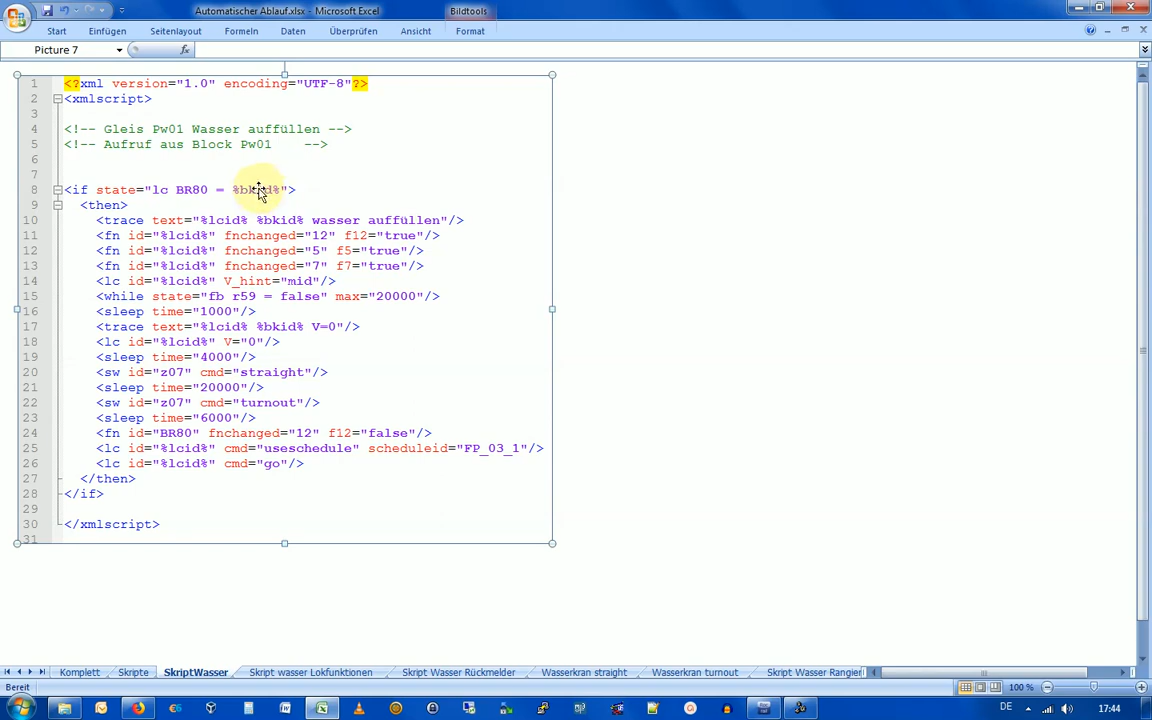 Automatischer Ablauf.xlsx - Microsoft Excel
Bildtools
Start Einfügen Seitenlayout Formeln Daten Überprüfen Ansicht Format
Picture 7
fx
1 <?xml version="1.0" encoding="UTF-8"?>
2 <xmlscript>
3
4 <!-- Gleis Pw01 Wasser auffüllen -->
5 <!-- Aufruf aus Block Pw01    -->
6
7
8 <if state="lc BR80 = %bkid%">
9 <then>
10 <trace text="%lcid% %bkid% wasser auffüllen"/>
11 <fn id="%lcid%" fnchanged="12" f12="true"/>
12 <fn id="%lcid%" fnchanged="5" f5="true"/>
13 <fn id="%lcid%" fnchanged="7" f7="true"/>
14 <lc id="%lcid%" V_hint="mid"/>
15 <while state="fb r59 = false" max="20000"/>
16 <sleep time="1000"/>
17 <trace text="%lcid% %bkid% V=0"/>
18 <lc id="%lcid%" V="0"/>
19 <sleep time="4000"/>
20 <sw id="z07" cmd="straight"/>
21 <sleep time="20000"/>
22 <sw id="z07" cmd="turnout"/>
23 <sleep time="6000"/>
24 <fn id="BR80" fnchanged="12" f12="false"/>
25 <lc id="%lcid%" cmd="useschedule" scheduleid="FP_03_1"/>
26 <lc id="%lcid%" cmd="go"/>
27 </then>
28 </if>
29
30 </xmlscript>
31
Komplett Skripte SkriptWasser Skript wasser Lokfunktionen Skript Wasser Rückmelder Wasserkran straight Wasserkran turnout Skript Wasser Rangier
Bereit
100 %
DE
17:44